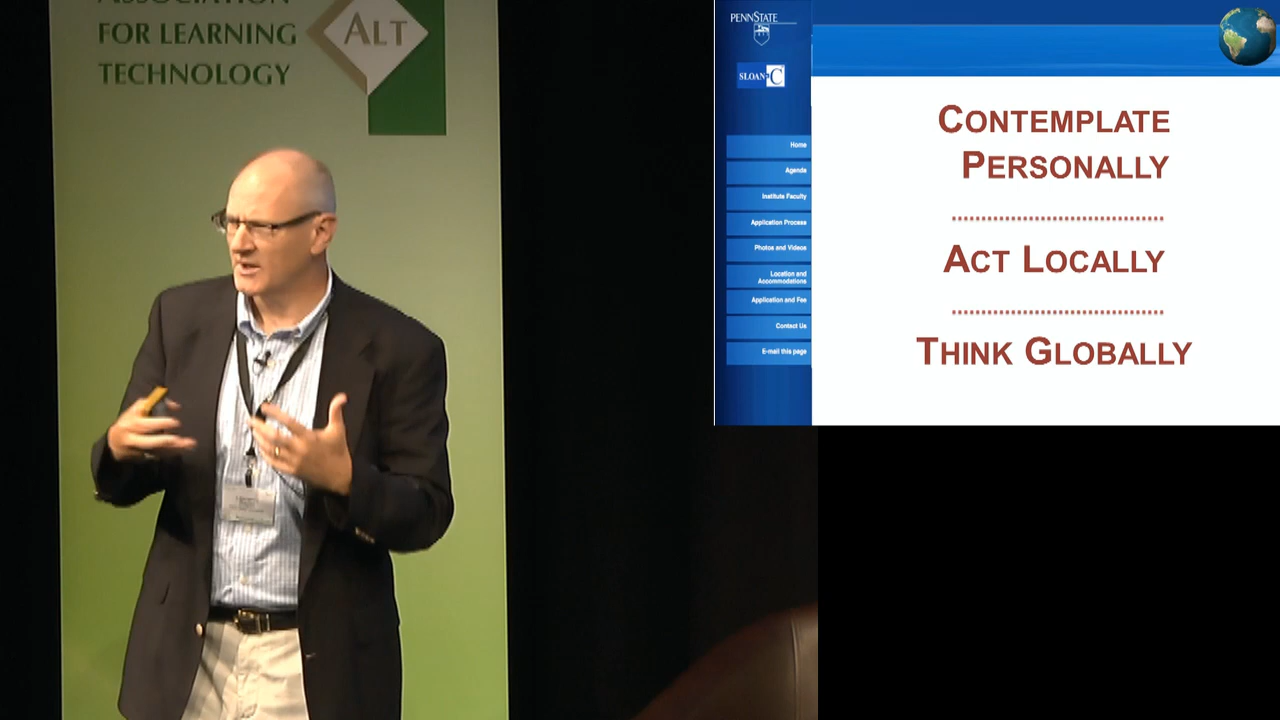 ASSOCIATION
FOR LEARNING
TECHNOLOGY
ALT
PENNSTATE
SLOAN-C
Home
Agenda
Institute Faculty
Application Process
Photos and Videos
Location and
Accommodations
Application and Fee
Contact Us
E-mail this page
CONTEMPLATE
PERSONALLY
ACT LOCALLY
THINK GLOBALLY